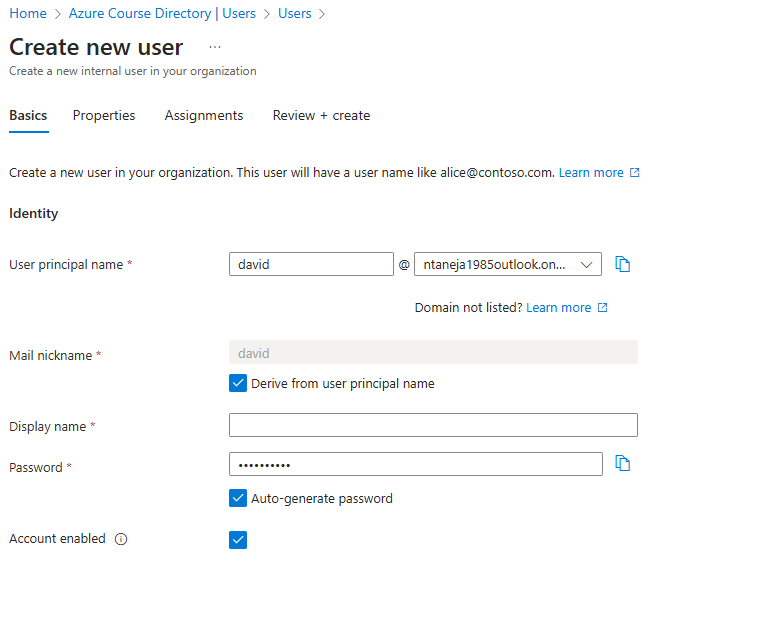 Home > Azure Course Directory | Users > Users >
Create new user ...
Create a new internal user in your organization
Basics Properties Assignments Review + create
Create a new user in your organization. This user will have a user name like alice@contoso.com. Learn more
Identity
User principal name * david @ ntaneja1985outlook.on...
Domain not listed? Learn more
Mail nickname * david
Derive from user principal name
Display name *
Password * ••••••••••
Auto-generate password
Account enabled